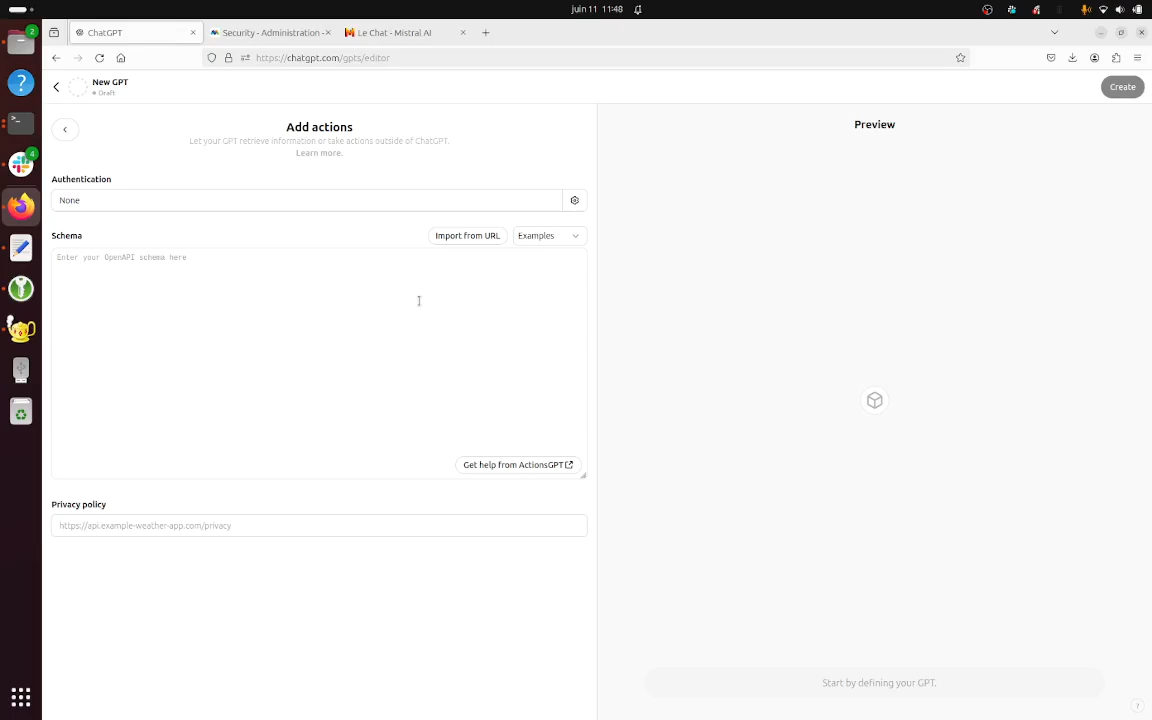 juin 11 11:48
2
4
ChatGPT
Security - Administration -
Le Chat - Mistral AI
https://chatgpt.com/gpts/editor
New GPT
Draft
Create
Add actions
Let your GPT retrieve information or take actions outside of ChatGPT.
Learn more.
Authentication
None
Schema
Import from URL
Examples
Enter your OpenAPI schema here
Get help from ActionsGPT
Privacy policy
https://api.example-weather-app.com/privacy
Preview
Start by defining your GPT.
?